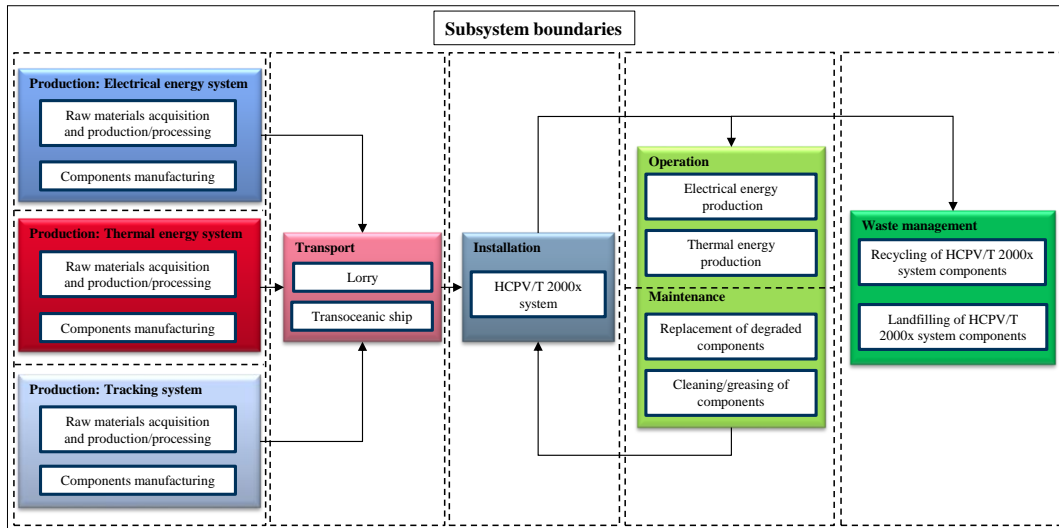 Subsystem boundaries
Production: Electrical energy system
Raw materials acquisition
and production/processing
Components manufacturing
Production: Thermal energy system
Raw materials acquisition
and production/processing
Components manufacturing
Production: Tracking system
Raw materials acquisition
and production/processing
Components manufacturing
Transport
Lorry
Transoceanic ship
Installation
HCPV/T 2000x
system
Operation
Electrical energy
production
Thermal energy
production
Maintenance
Replacement of degraded
components
Cleaning/greasing of
components
Waste management
Recycling of HCPV/T 2000x
system components
Landfilling of HCPV/T
2000x system components